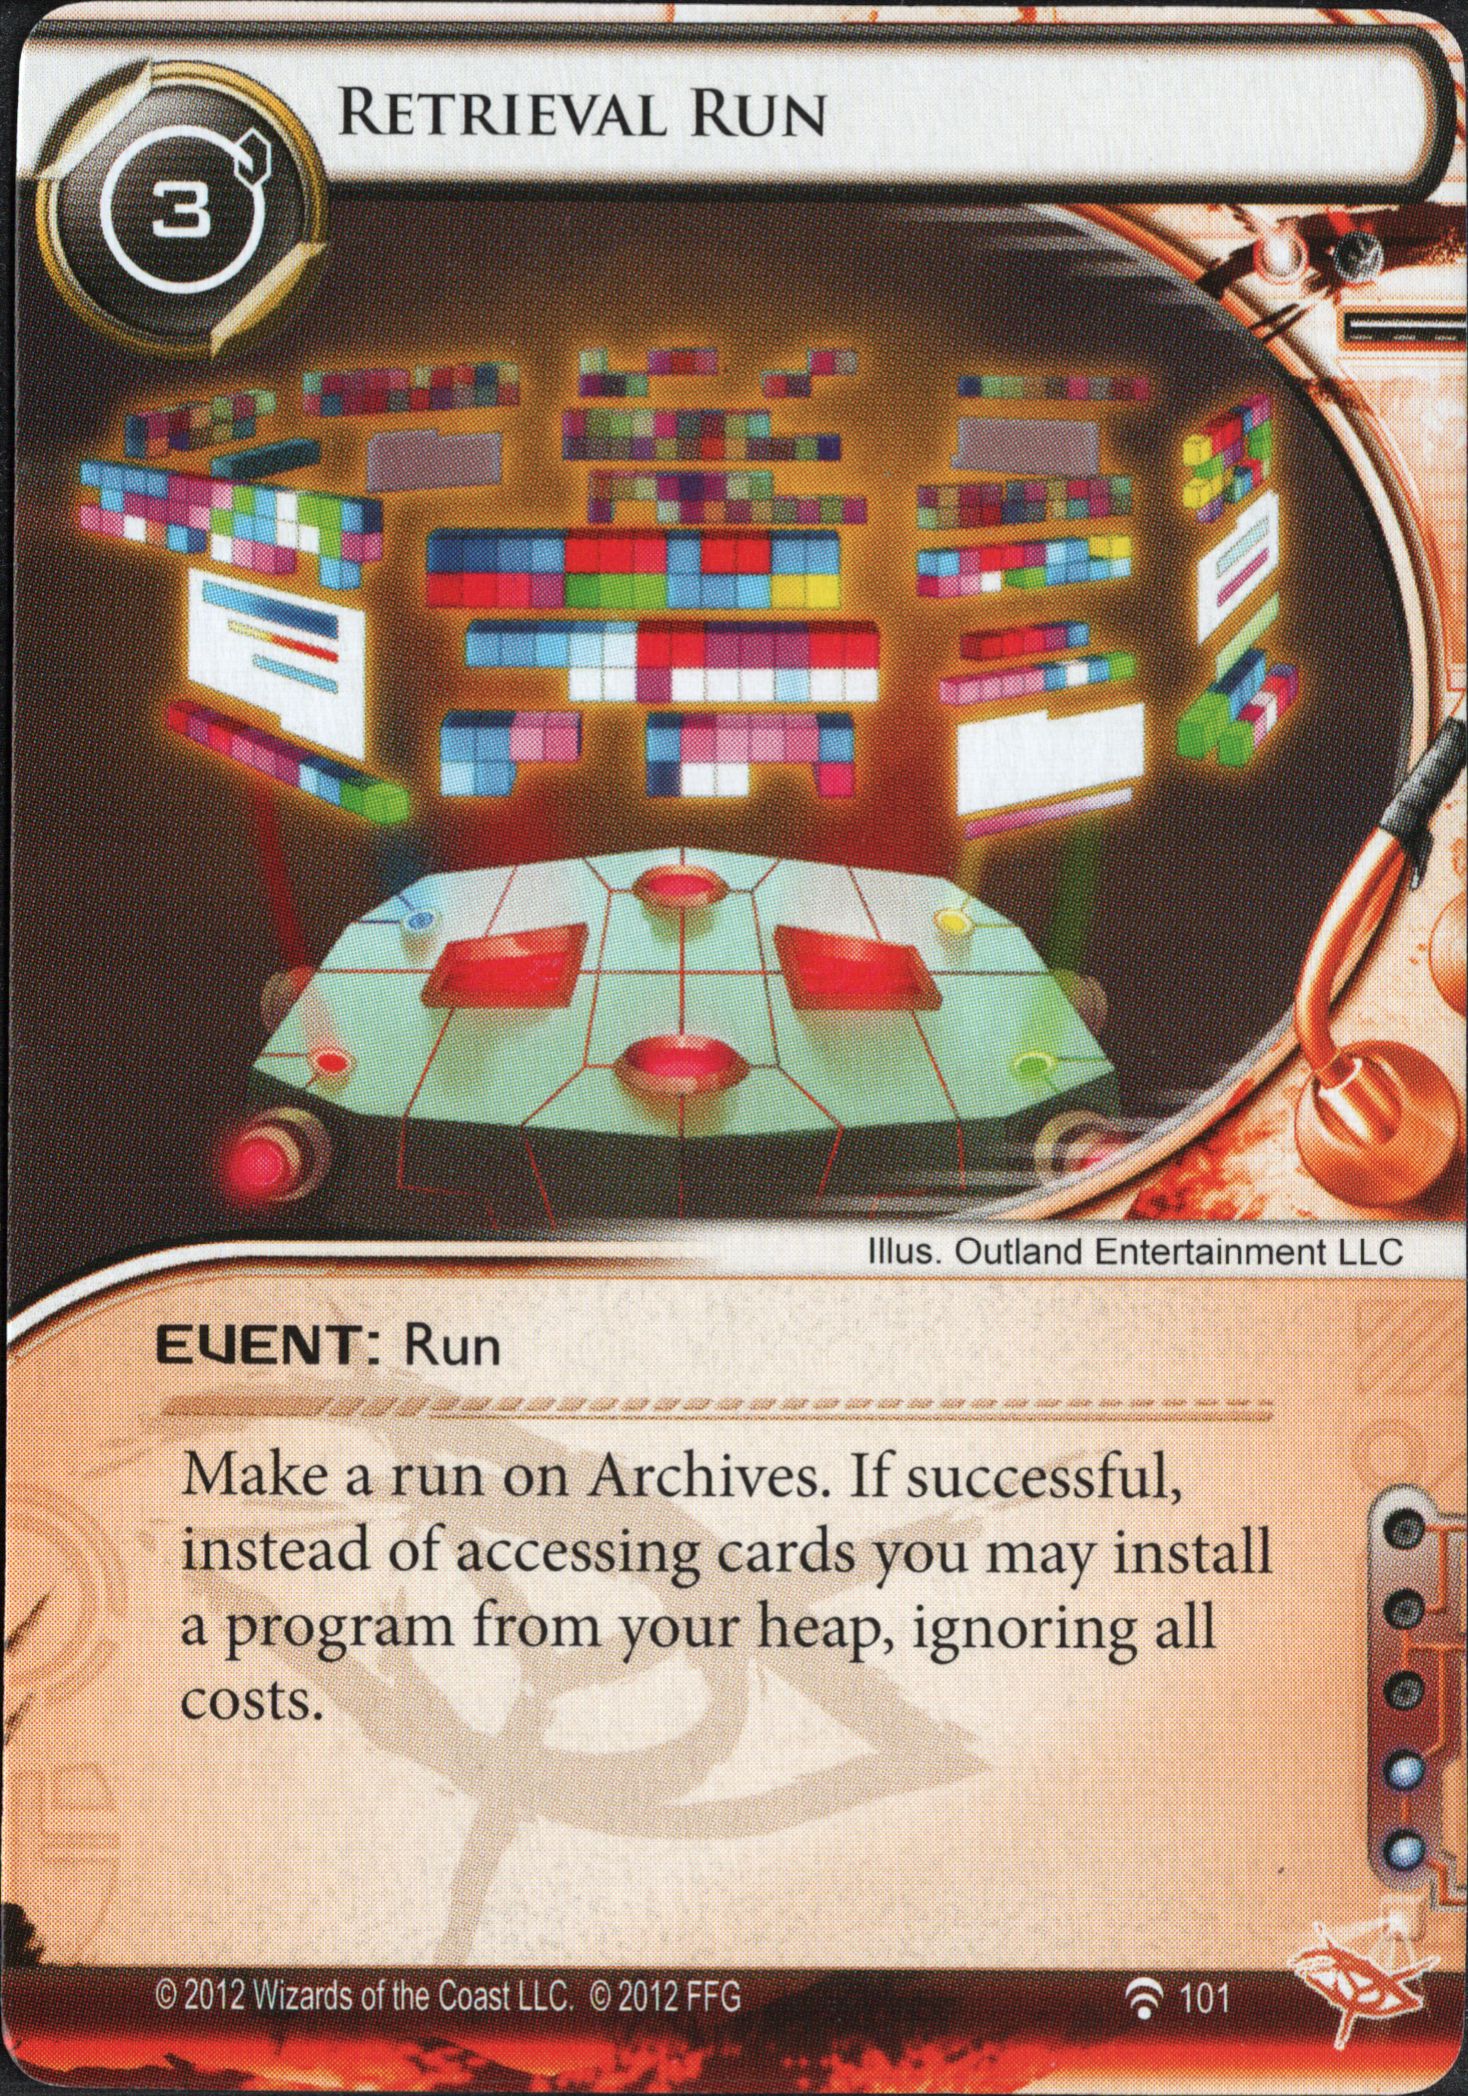 RETRIEVAL RUN
3
Illus. Outland Entertainment LLC
EVENT: Run
Make a run on Archives. If successful,
instead of accessing cards you may install
a program from your heap, ignoring all
costs.
© 2012 Wizards of the Coast LLC. © 2012 FFG
101